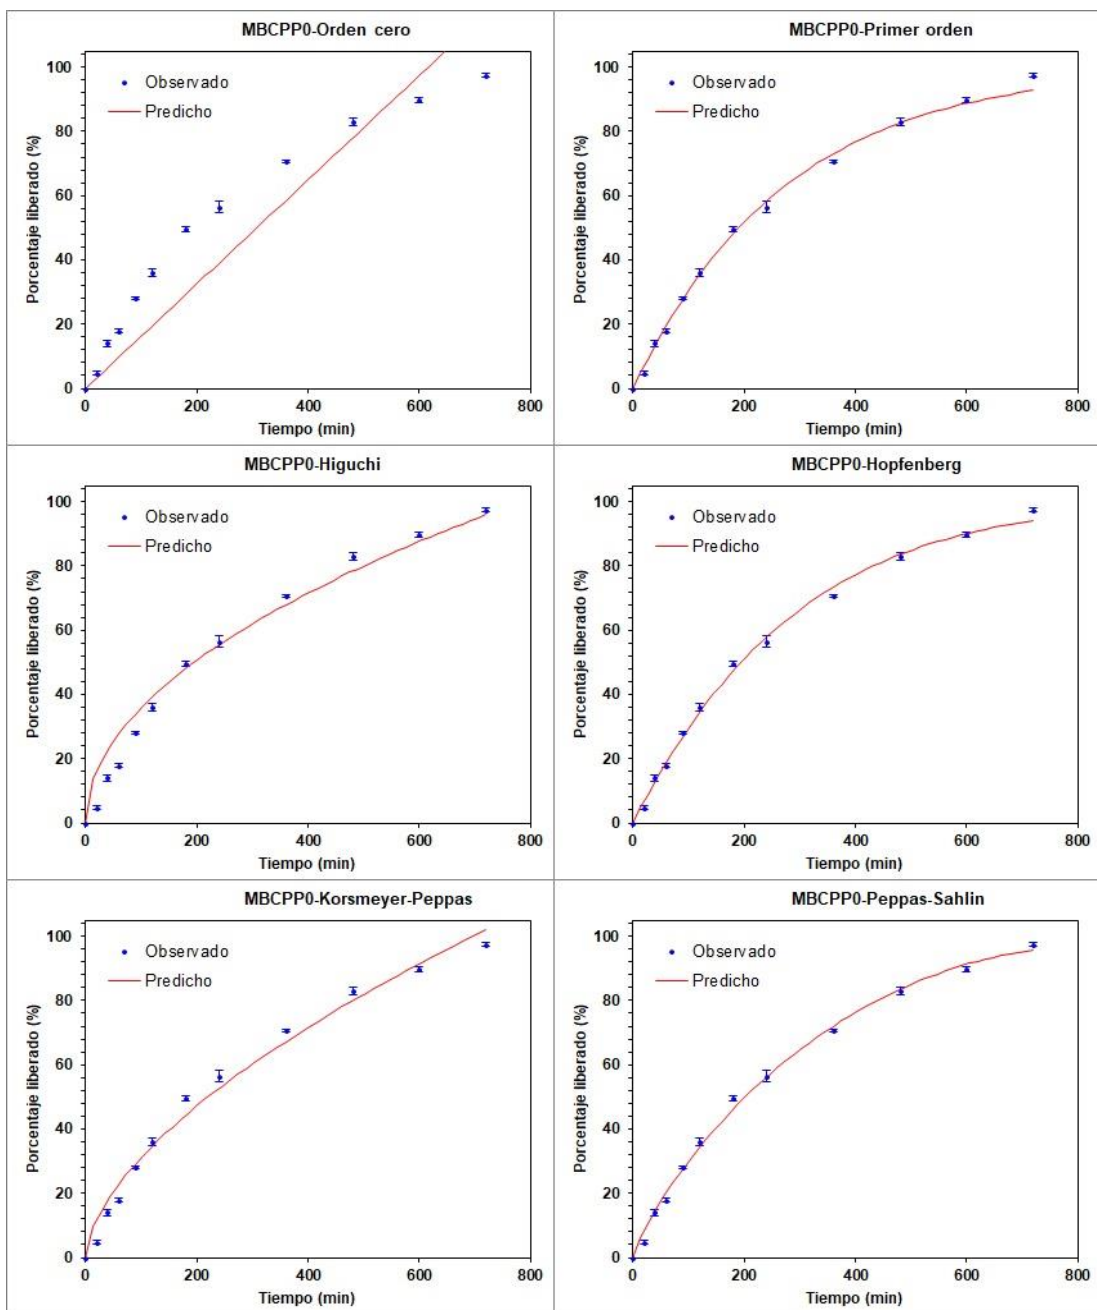 MBCPP0-Orden cero
Observado
Predicho
Porcentaje liberado (%)
100
80
60
40
20
0
0 200 400 600 800
Tiempo (min)
MBCPP0-Primer orden
Observado
Predicho
Porcentaje liberado (%)
100
80
60
40
20
0
0 200 400 600 800
Tiempo (min)
MBCPP0-Higuchi
Observado
Predicho
Porcentaje liberado (%)
100
80
60
40
20
0
0 200 400 600 800
Tiempo (min)
MBCPP0-Hopfenberg
Observado
Predicho
Porcentaje liberado (%)
100
80
60
40
20
0
0 200 400 600 800
Tiempo (min)
MBCPP0-Korsmeyer-Peppas
Observado
Predicho
Porcentaje liberado (%)
100
80
60
40
20
0
0 200 400 600 800
Tiempo (min)
MBCPP0-Peppas-Sahlin
Observado
Predicho
Porcentaje liberado (%)
100
80
60
40
20
0
0 200 400 600 800
Tiempo (min)